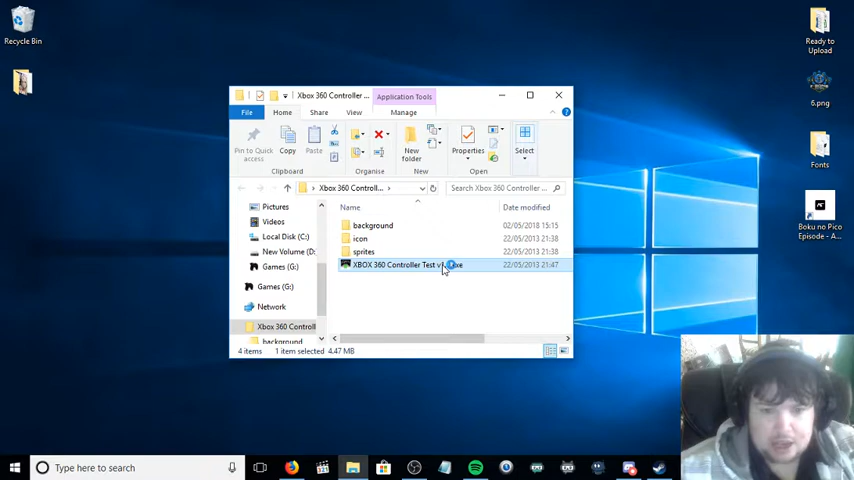 Recycle Bin
Ready to
Upload
6.png
Fonts
Boku no Pico
Episode - A...
Xbox 360 Controller ...
Application Tools
File
Home
Share
View
Manage
Pin to Quick
access
Copy
Paste
New
folder
Properties
Select
Clipboard
Organise
Open
Xbox 360 Controll...
Search Xbox 360 Controller ...
Name
Date modified
Pictures
Videos
Local Disk (C:)
New Volume (D:
Games (G:)
Games (G:)
Network
Xbox 360 Controll
background
background
02/05/2018 15:15
icon
22/05/2013 21:38
sprites
22/05/2013 21:38
XBOX 360 Controller Test
22/05/2013 21:47
4 items
1 item selected
4.47 MB
Type here to search